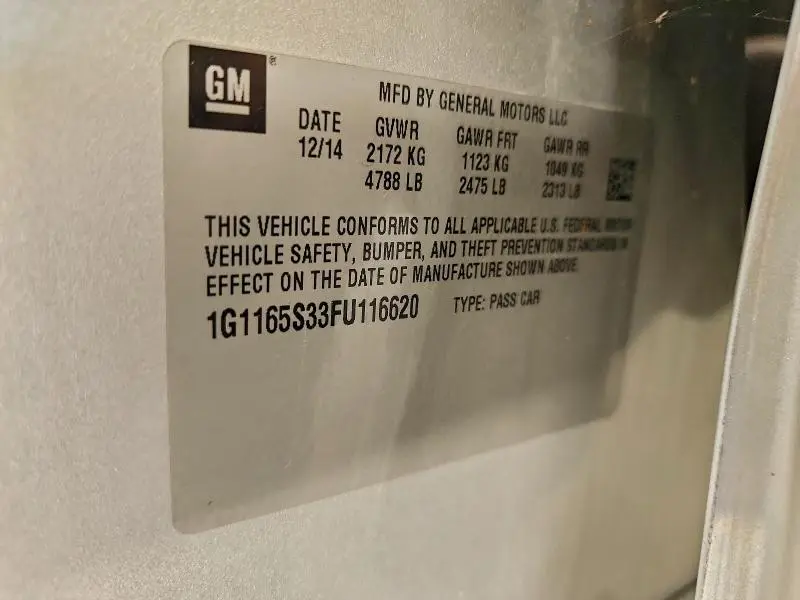 GM®
MFD BY GENERAL MOTORS LLC
DATE GVWR GAWR FRT GAWR RR
12/14 2172 KG 1123 KG 1049 KG
4788 LB 2475 LB 2313 LB
THIS VEHICLE CONFORMS TO ALL APPLICABLE U.S. FEDERAL MOTOR
VEHICLE SAFETY, BUMPER, AND THEFT PREVENTION STANDARDS IN
EFFECT ON THE DATE OF MANUFACTURE SHOWN ABOVE.
1G1165S33FU116620 TYPE: PASS CAR